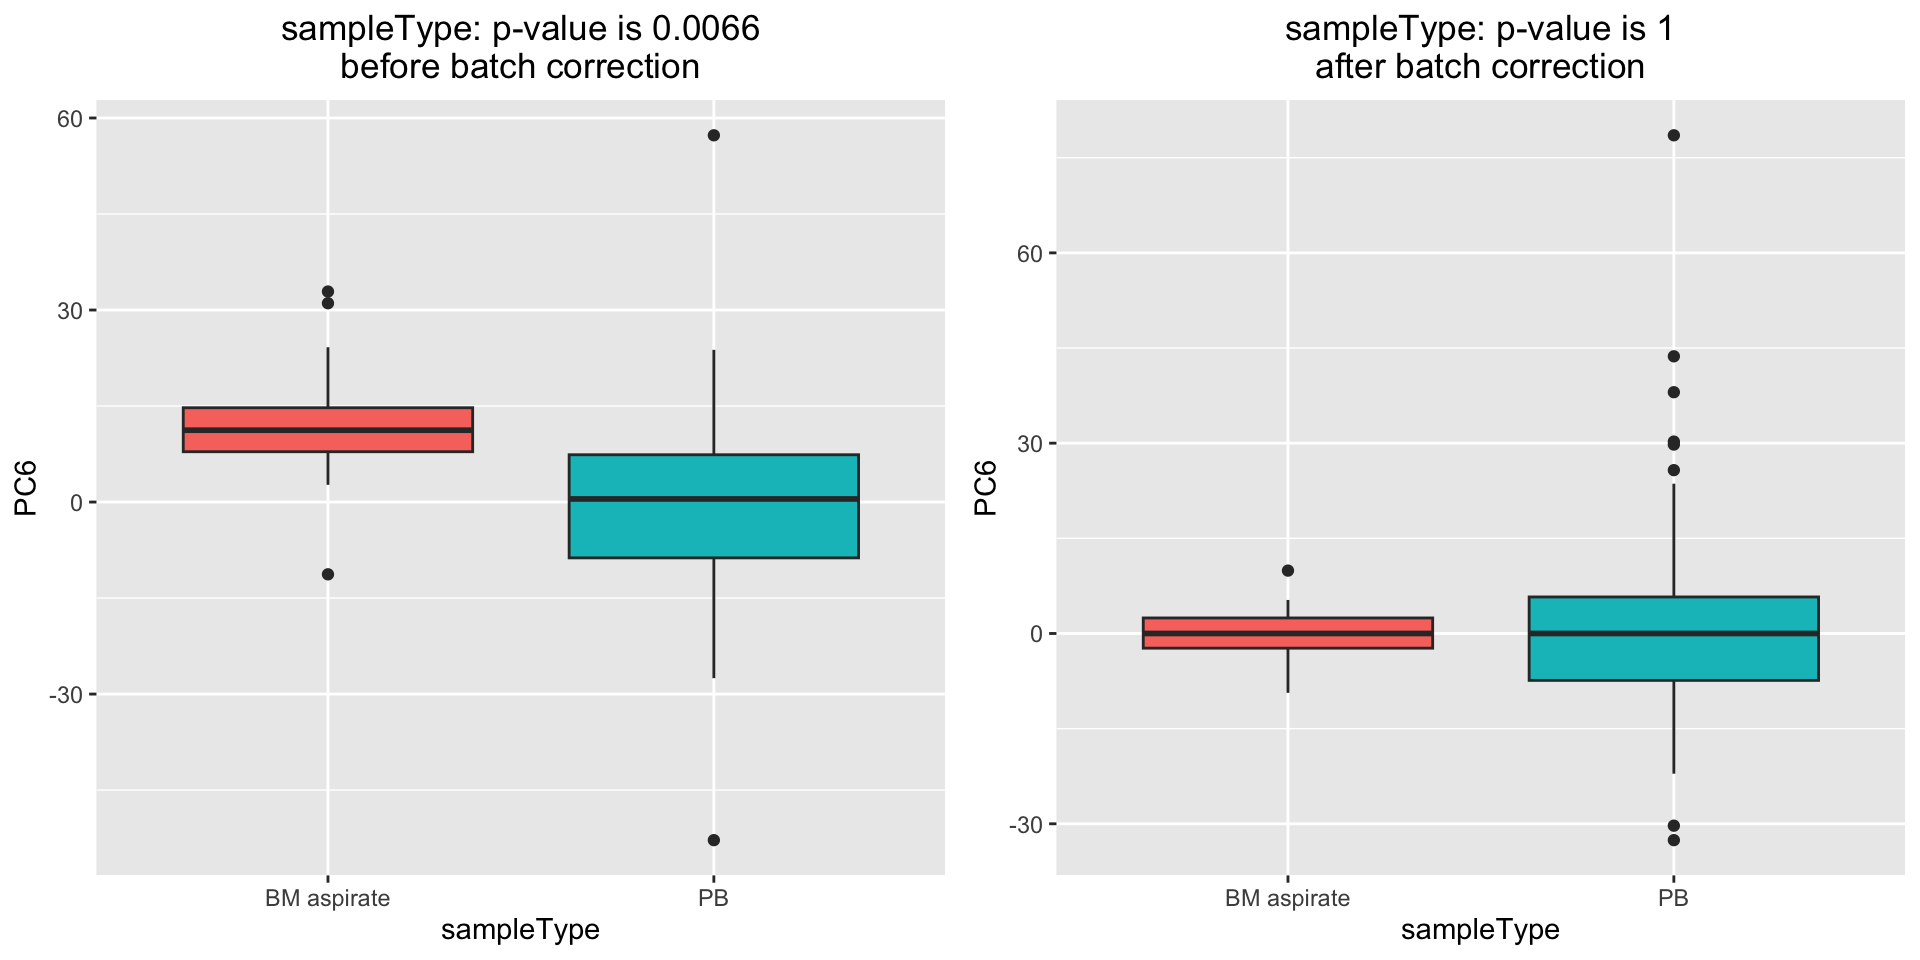 sampleType: p-value is 0.0066
before batch correction
60
30
0
-30
PC6
BM aspirate
PB
sampleType
sampleType: p-value is 1
after batch correction
60
30
0
-30
PC6
BM aspirate
PB
sampleType